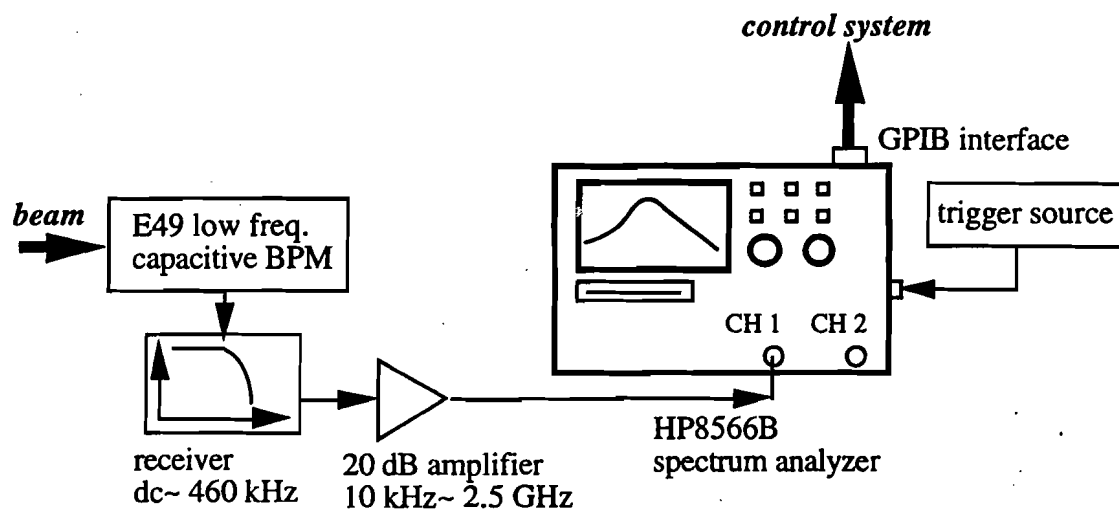 control system
GPIB interface
trigger source
beam
E49 low freq.
capacitive BPM
CH 1
CH 2
HP8566B
spectrum analyzer
receiver
dc~ 460 kHz
20 dB amplifier
10 kHz~ 2.5 GHz